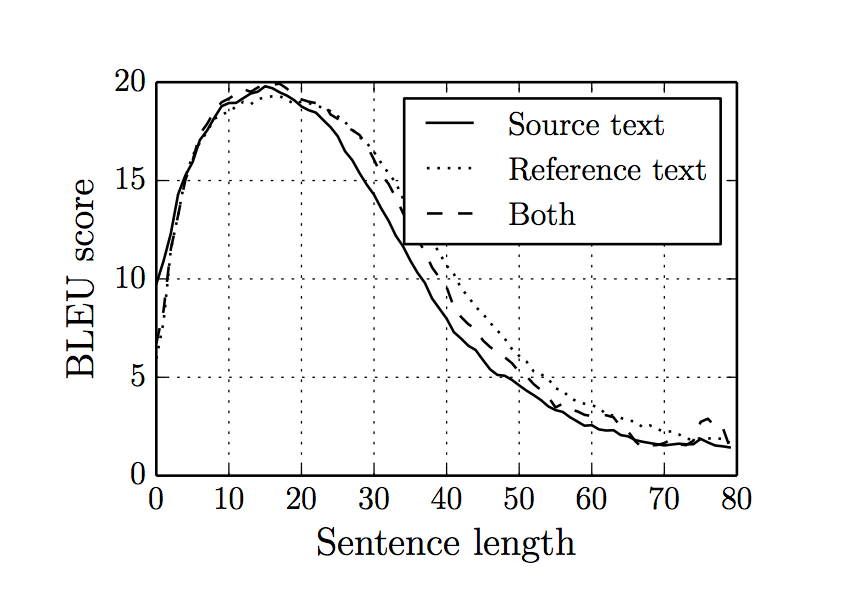 20
15
10
5
0
BLEU score
Source text
Reference text
Both
0 10 20 30 40 50 60 70 80
Sentence length